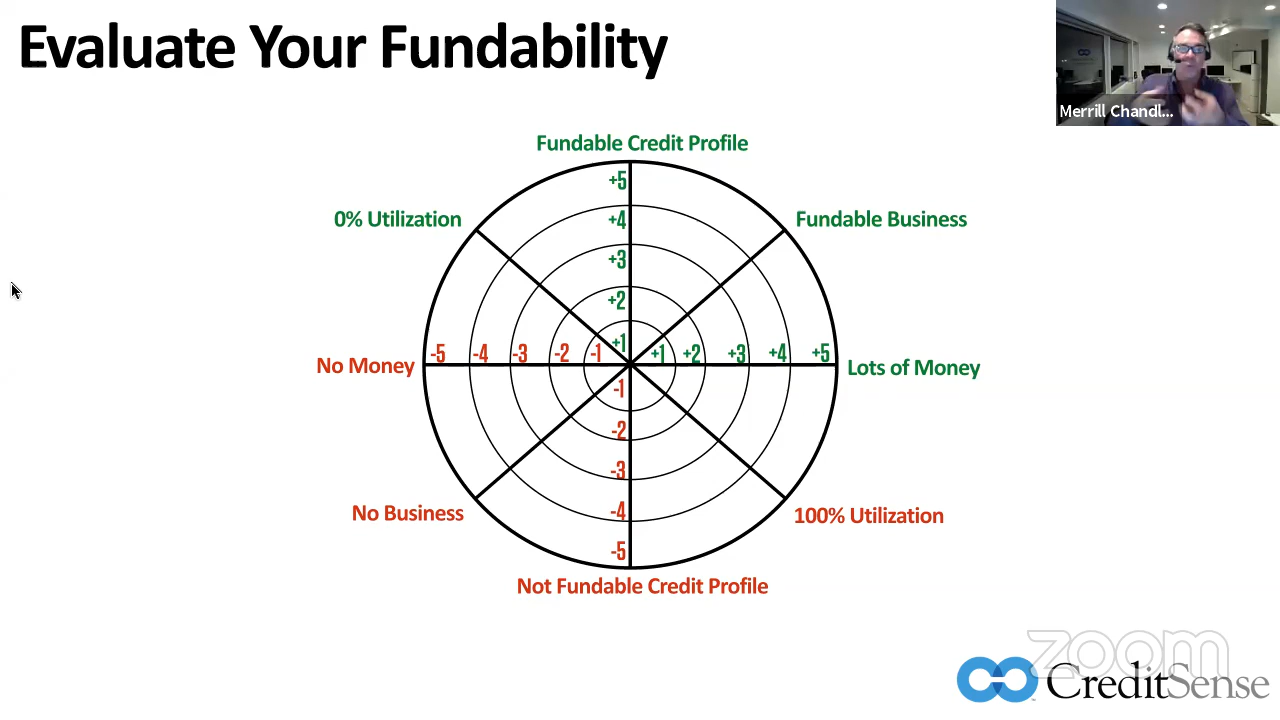 Evaluate Your Fundability
Merrill Chandl...
Fundable Credit Profile
+5
0% Utilization
+4
Fundable Business
+3
+2
+1
No Money
-5 -4 -3 -2 -1
+1 +2 +3 +4 +5
Lots of Money
-1
-2
-3
-4
No Business
100% Utilization
-5
Not Fundable Credit Profile
zoom
CreditSense